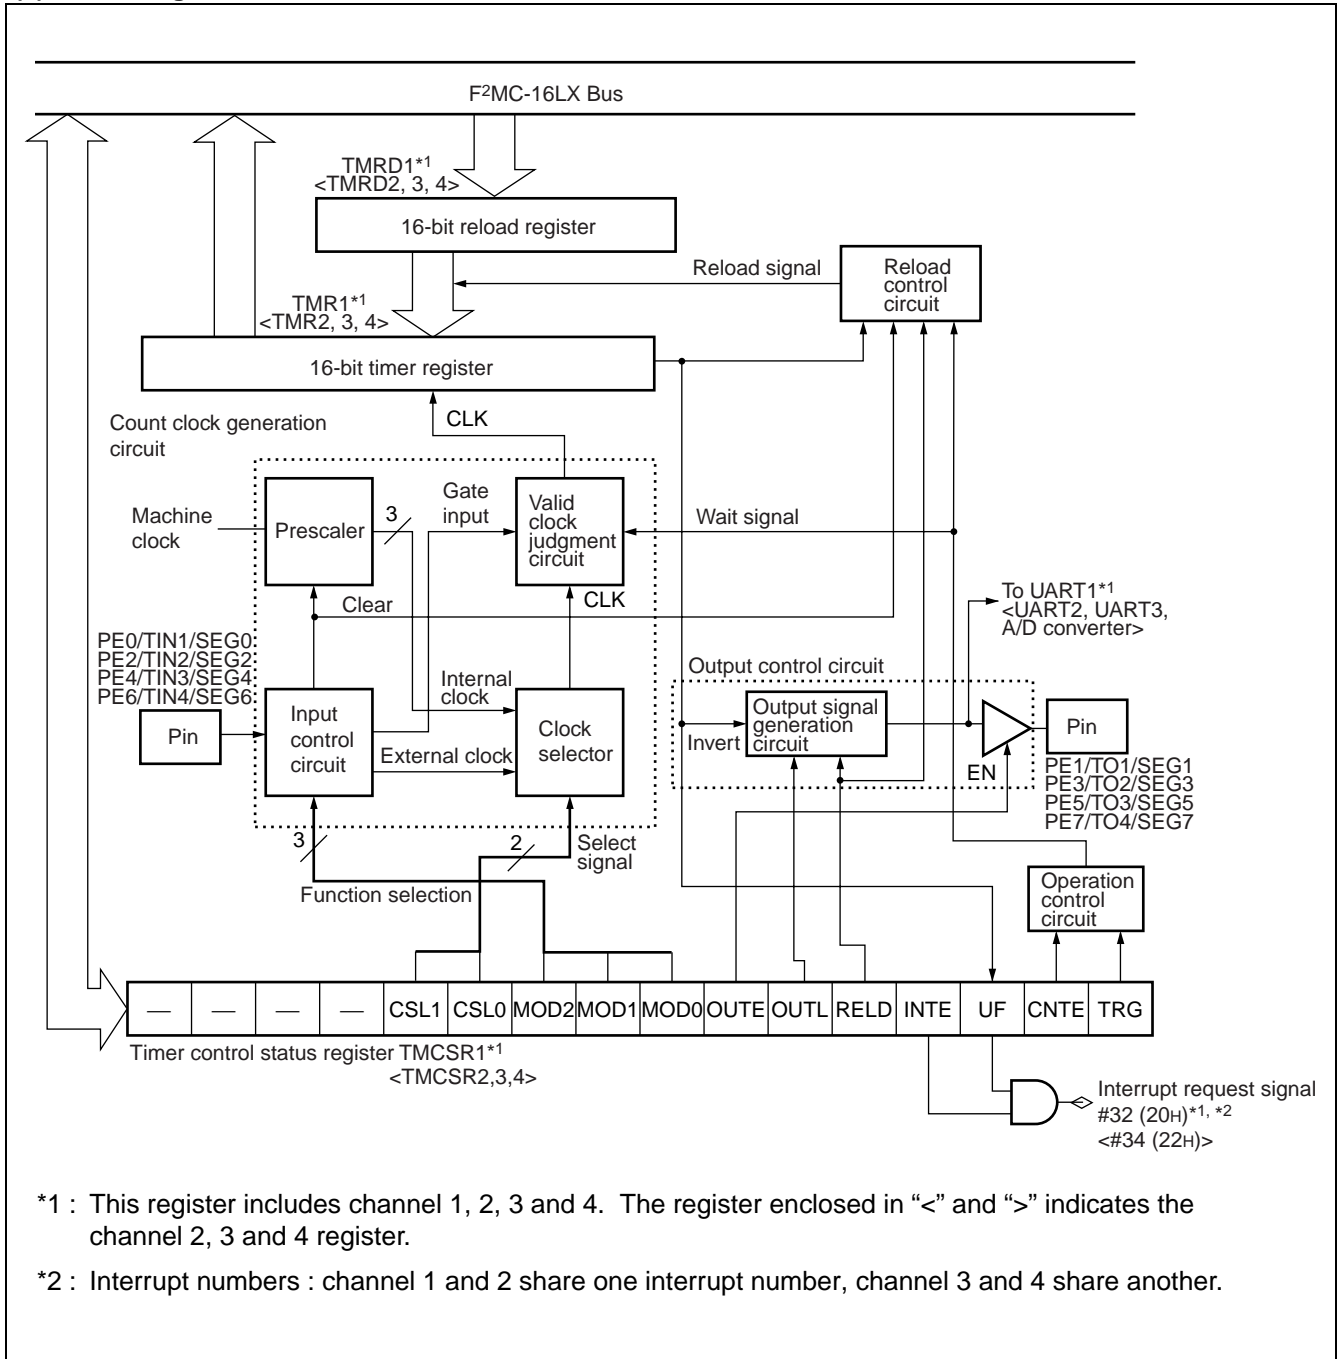 F2MC-16LX Bus
TMRD1*1
<TMRD2, 3, 4>
16-bit reload register
Reload signal
Reload
control
circuit
TMR1*1
<TMR2, 3, 4>
16-bit timer register
CLK
Count clock generation
circuit
Machine
clock
Prescaler
3
Gate
input
Valid
clock
judgment
circuit
Wait signal
Clear
CLK
To UART1*1
<UART2, UART3,
A/D converter>
PE0/TIN1/SEG0
PE2/TIN2/SEG2
PE4/TIN3/SEG4
PE6/TIN4/SEG6
Pin
Input
control
circuit
Internal
clock
External clock
Clock
selector
Output control circuit
Invert
Output signal
generation
circuit
EN
Pin
PE1/TO1/SEG1
PE3/TO2/SEG3
PE5/TO3/SEG5
PE7/TO4/SEG7
3
2
Select
signal
Function selection
Operation
control
circuit
— — — — CSL1 CSL0 MOD2 MOD1 MOD0 OUTE OUTL RELD INTE UF CNTE TRG
Timer control status register TMCSR1*1
<TMCSR2,3,4>
Interrupt request signal
#32 (20H)*1, *2
<#34 (22H)>
*1 : This register includes channel 1, 2, 3 and 4. The register enclosed in “<” and “>” indicates the
channel 2, 3 and 4 register.
*2 : Interrupt numbers : channel 1 and 2 share one interrupt number, channel 3 and 4 share another.